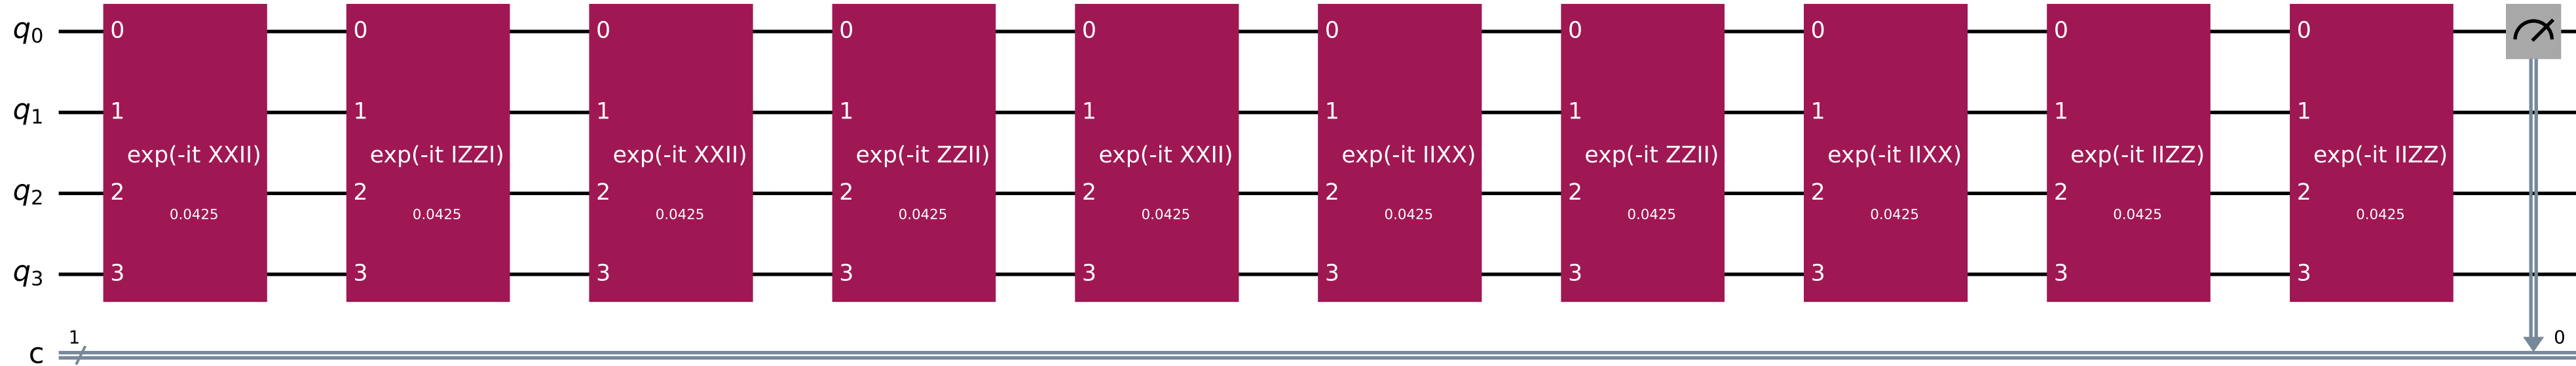 q0 0 0 0 0 0 0 0 0 0 0
q1 1 1 1 1 1 1 1 1 1 1
exp(-it XXII) exp(-it IZZI) exp(-it XXII) exp(-it ZZII) exp(-it XXII) exp(-it IIXX) exp(-it ZZII) exp(-it IIXX) exp(-it IIZZ) exp(-it IIZZ)
q2 2 2 2 2 2 2 2 2 2 2
0.0425 0.0425 0.0425 0.0425 0.0425 0.0425 0.0425 0.0425 0.0425 0.0425
q3 3 3 3 3 3 3 3 3 3 3
1 0
c